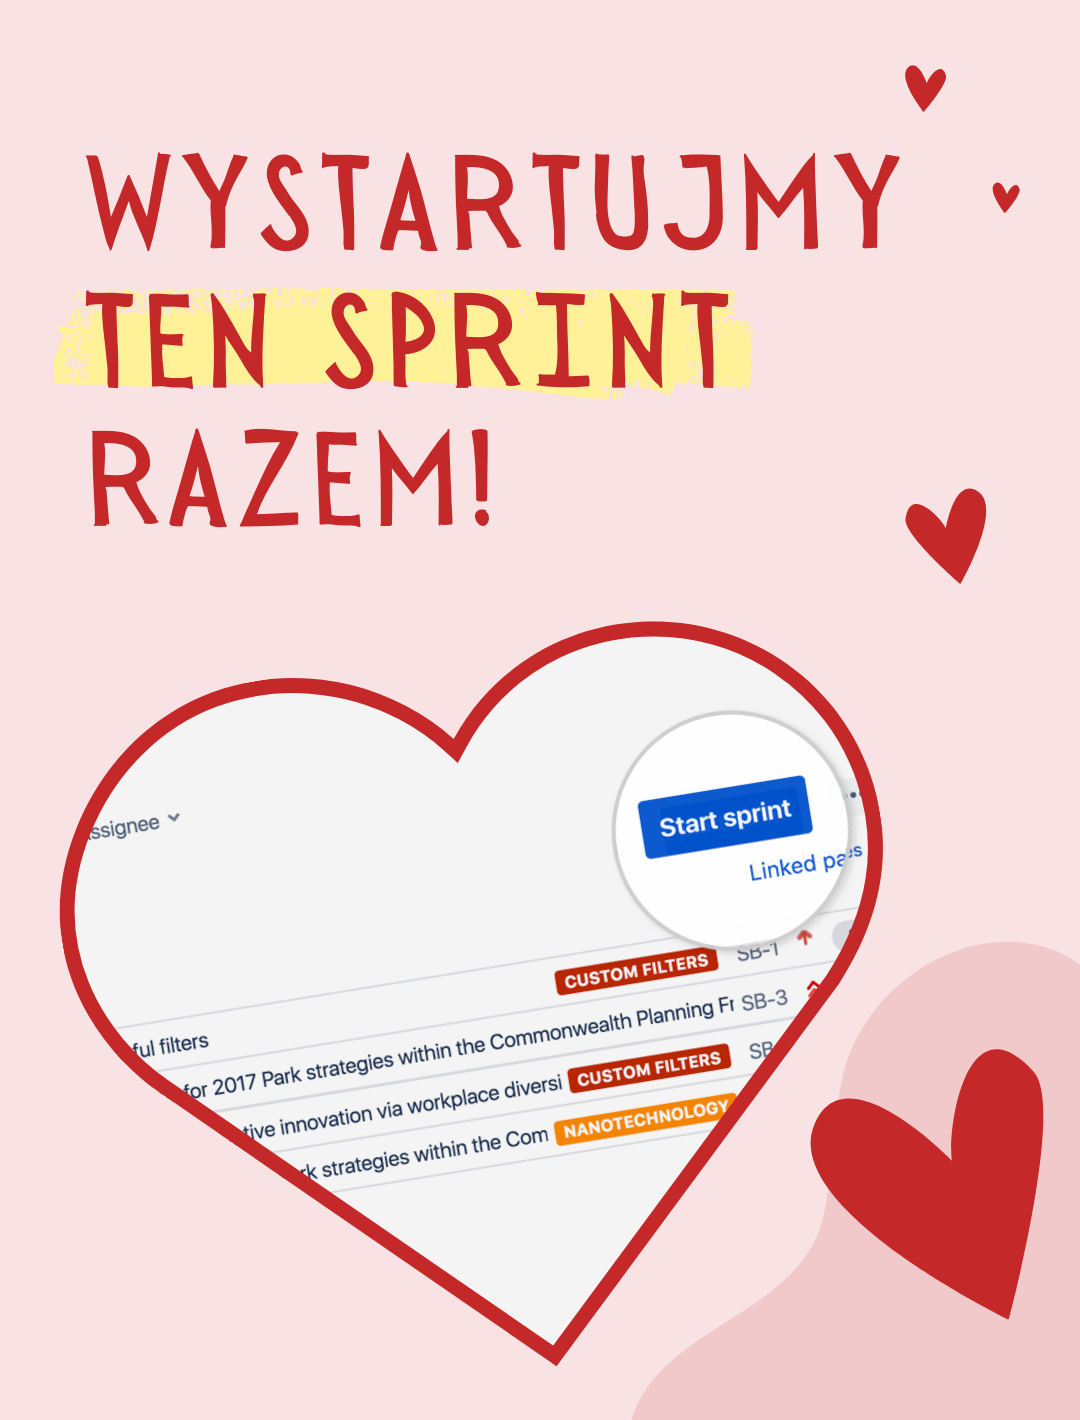 WYSTARTUJMY
TEN SPRINT
RAZEM!
Start sprint
ssignee
Linked pa
CUSTOM FILTERS SB-1
ful filters
for 2017 Park strategies within the Commonwealth Planning Fr SB-3
tive innovation via workplace diversi CUSTOM FILTERS SB
rk strategies within the Com NANOTECHNOLOGY